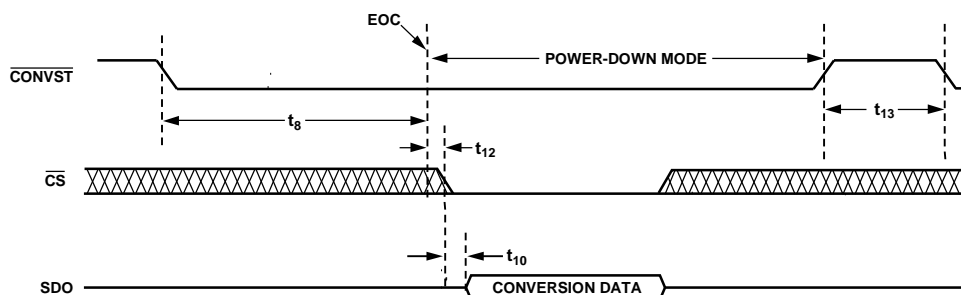 EOC
POWER-DOWN MODE
CONVST
t8
t13
t12
CS
t10
SDO
CONVERSION DATA